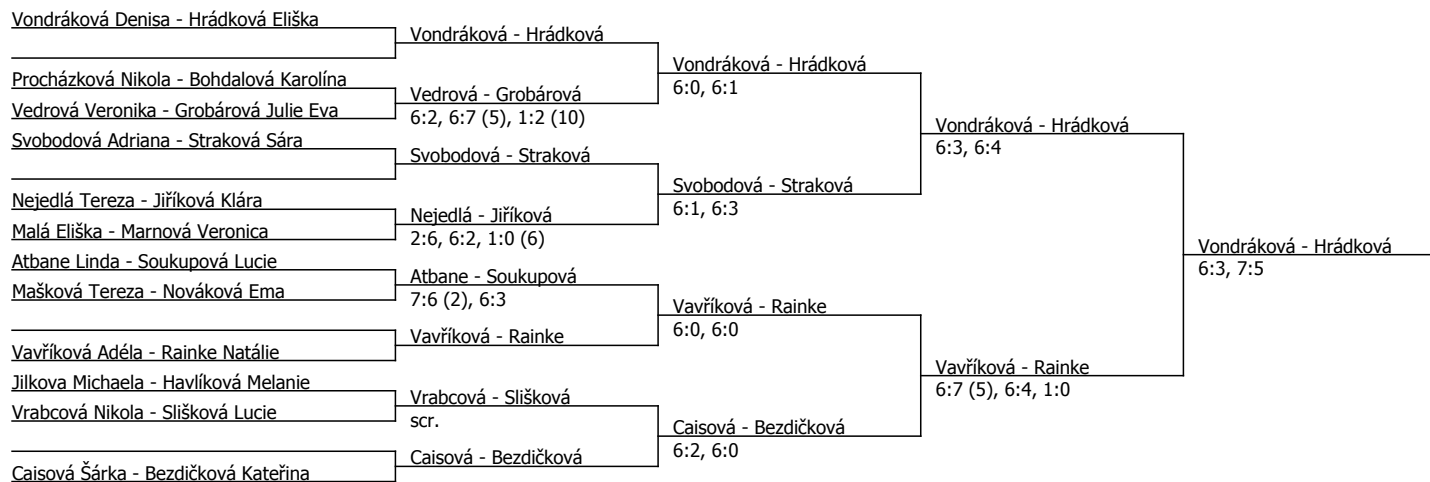 Vondráková Denisa - Hrádková Eliška
Procházková Nikola - Bohdalová Karolína
Vedrová Veronika - Grobárová Julie Eva
Svobodová Adriana - Straková Sára
Nejedlá Tereza - Jiříková Klára
Malá Eliška - Marnová Veronica
Atbane Linda - Soukupová Lucie
Mašková Tereza - Nováková Ema
Vavříková Adéla - Rainke Natálie
Jilkova Michaela - Havlíková Melanie
Vrabcová Nikola - Slišková Lucie
Caisová Šárka - Bezdičková Kateřina
Vondráková - Hrádková
Vedrová - Grobárová
6:2, 6:7 (5), 1:2 (10)
Svobodová - Straková
Nejedlá - Jiříková
2:6, 6:2, 1:0 (6)
Atbane - Soukupová
7:6 (2), 6:3
Vavříková - Rainke
Vrabcová - Slišková
scr.
Caisová - Bezdičková
Vondráková - Hrádková
6:0, 6:1
Svobodová - Straková
6:1, 6:3
Vavříková - Rainke
6:0, 6:0
Caisová - Bezdičková
6:2, 6:0
Vondráková - Hrádková
6:3, 6:4
Vavříková - Rainke
6:7 (5), 6:4, 1:0
Vondráková - Hrádková
6:3, 7:5